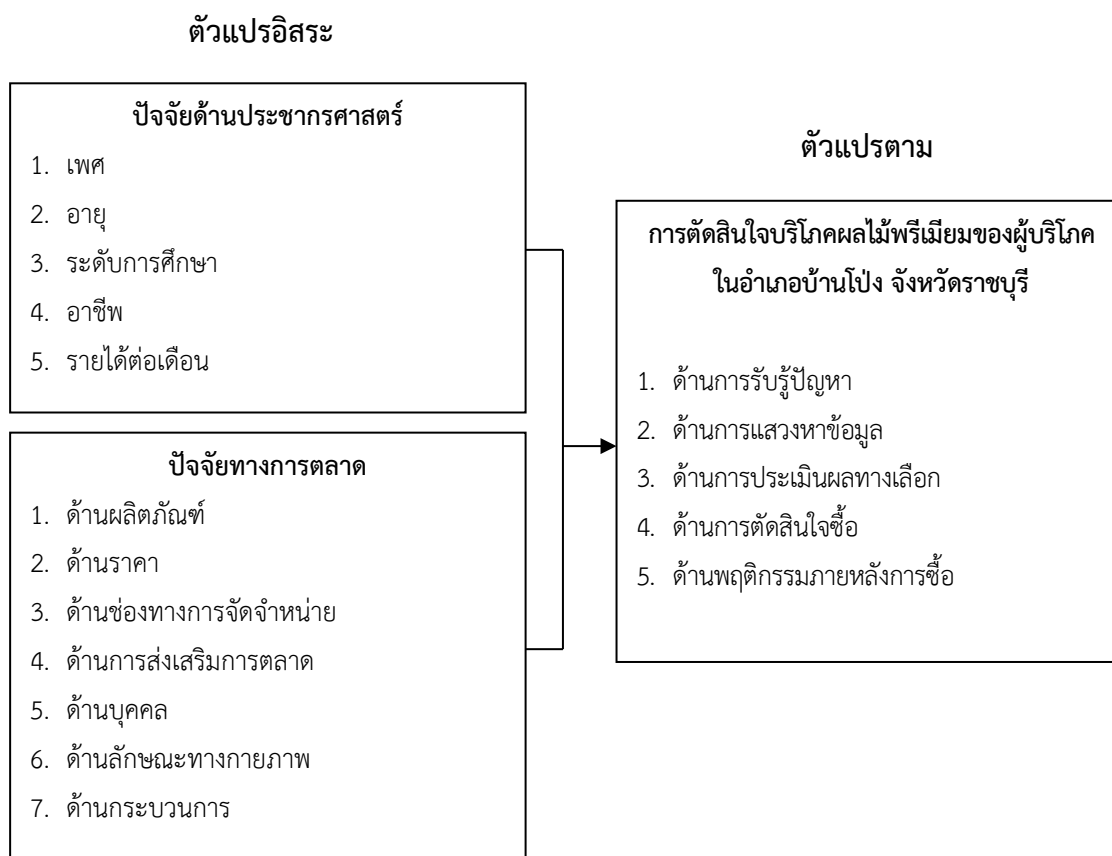 ตัวแปรอิสระ
ปัจจัยด้านประชากรศาสตร์
1. เพศ
2. อายุ
3. ระดับการศึกษา
4. อาชีพ
5. รายได้ต่อเดือน
ปัจจัยทางการตลาด
1. ด้านผลิตภัณฑ์
2. ด้านราคา
3. ด้านช่องทางการจัดจำหน่าย
4. ด้านการส่งเสริมการตลาด
5. ด้านบุคคล
6. ด้านลักษณะทางกายภาพ
7. ด้านกระบวนการ
ตัวแปรตาม
การตัดสินใจบริโภคผลไม้พรีเมียมของผู้บริโภค
ในอำเภอบ้านโป่ง จังหวัดราชบุรี
1. ด้านการรับรู้ปัญหา
2. ด้านการแสวงหาข้อมูล
3. ด้านการประเมินผลทางเลือก
4. ด้านการตัดสินใจซื้อ
5. ด้านพฤติกรรมภายหลังการซื้อ